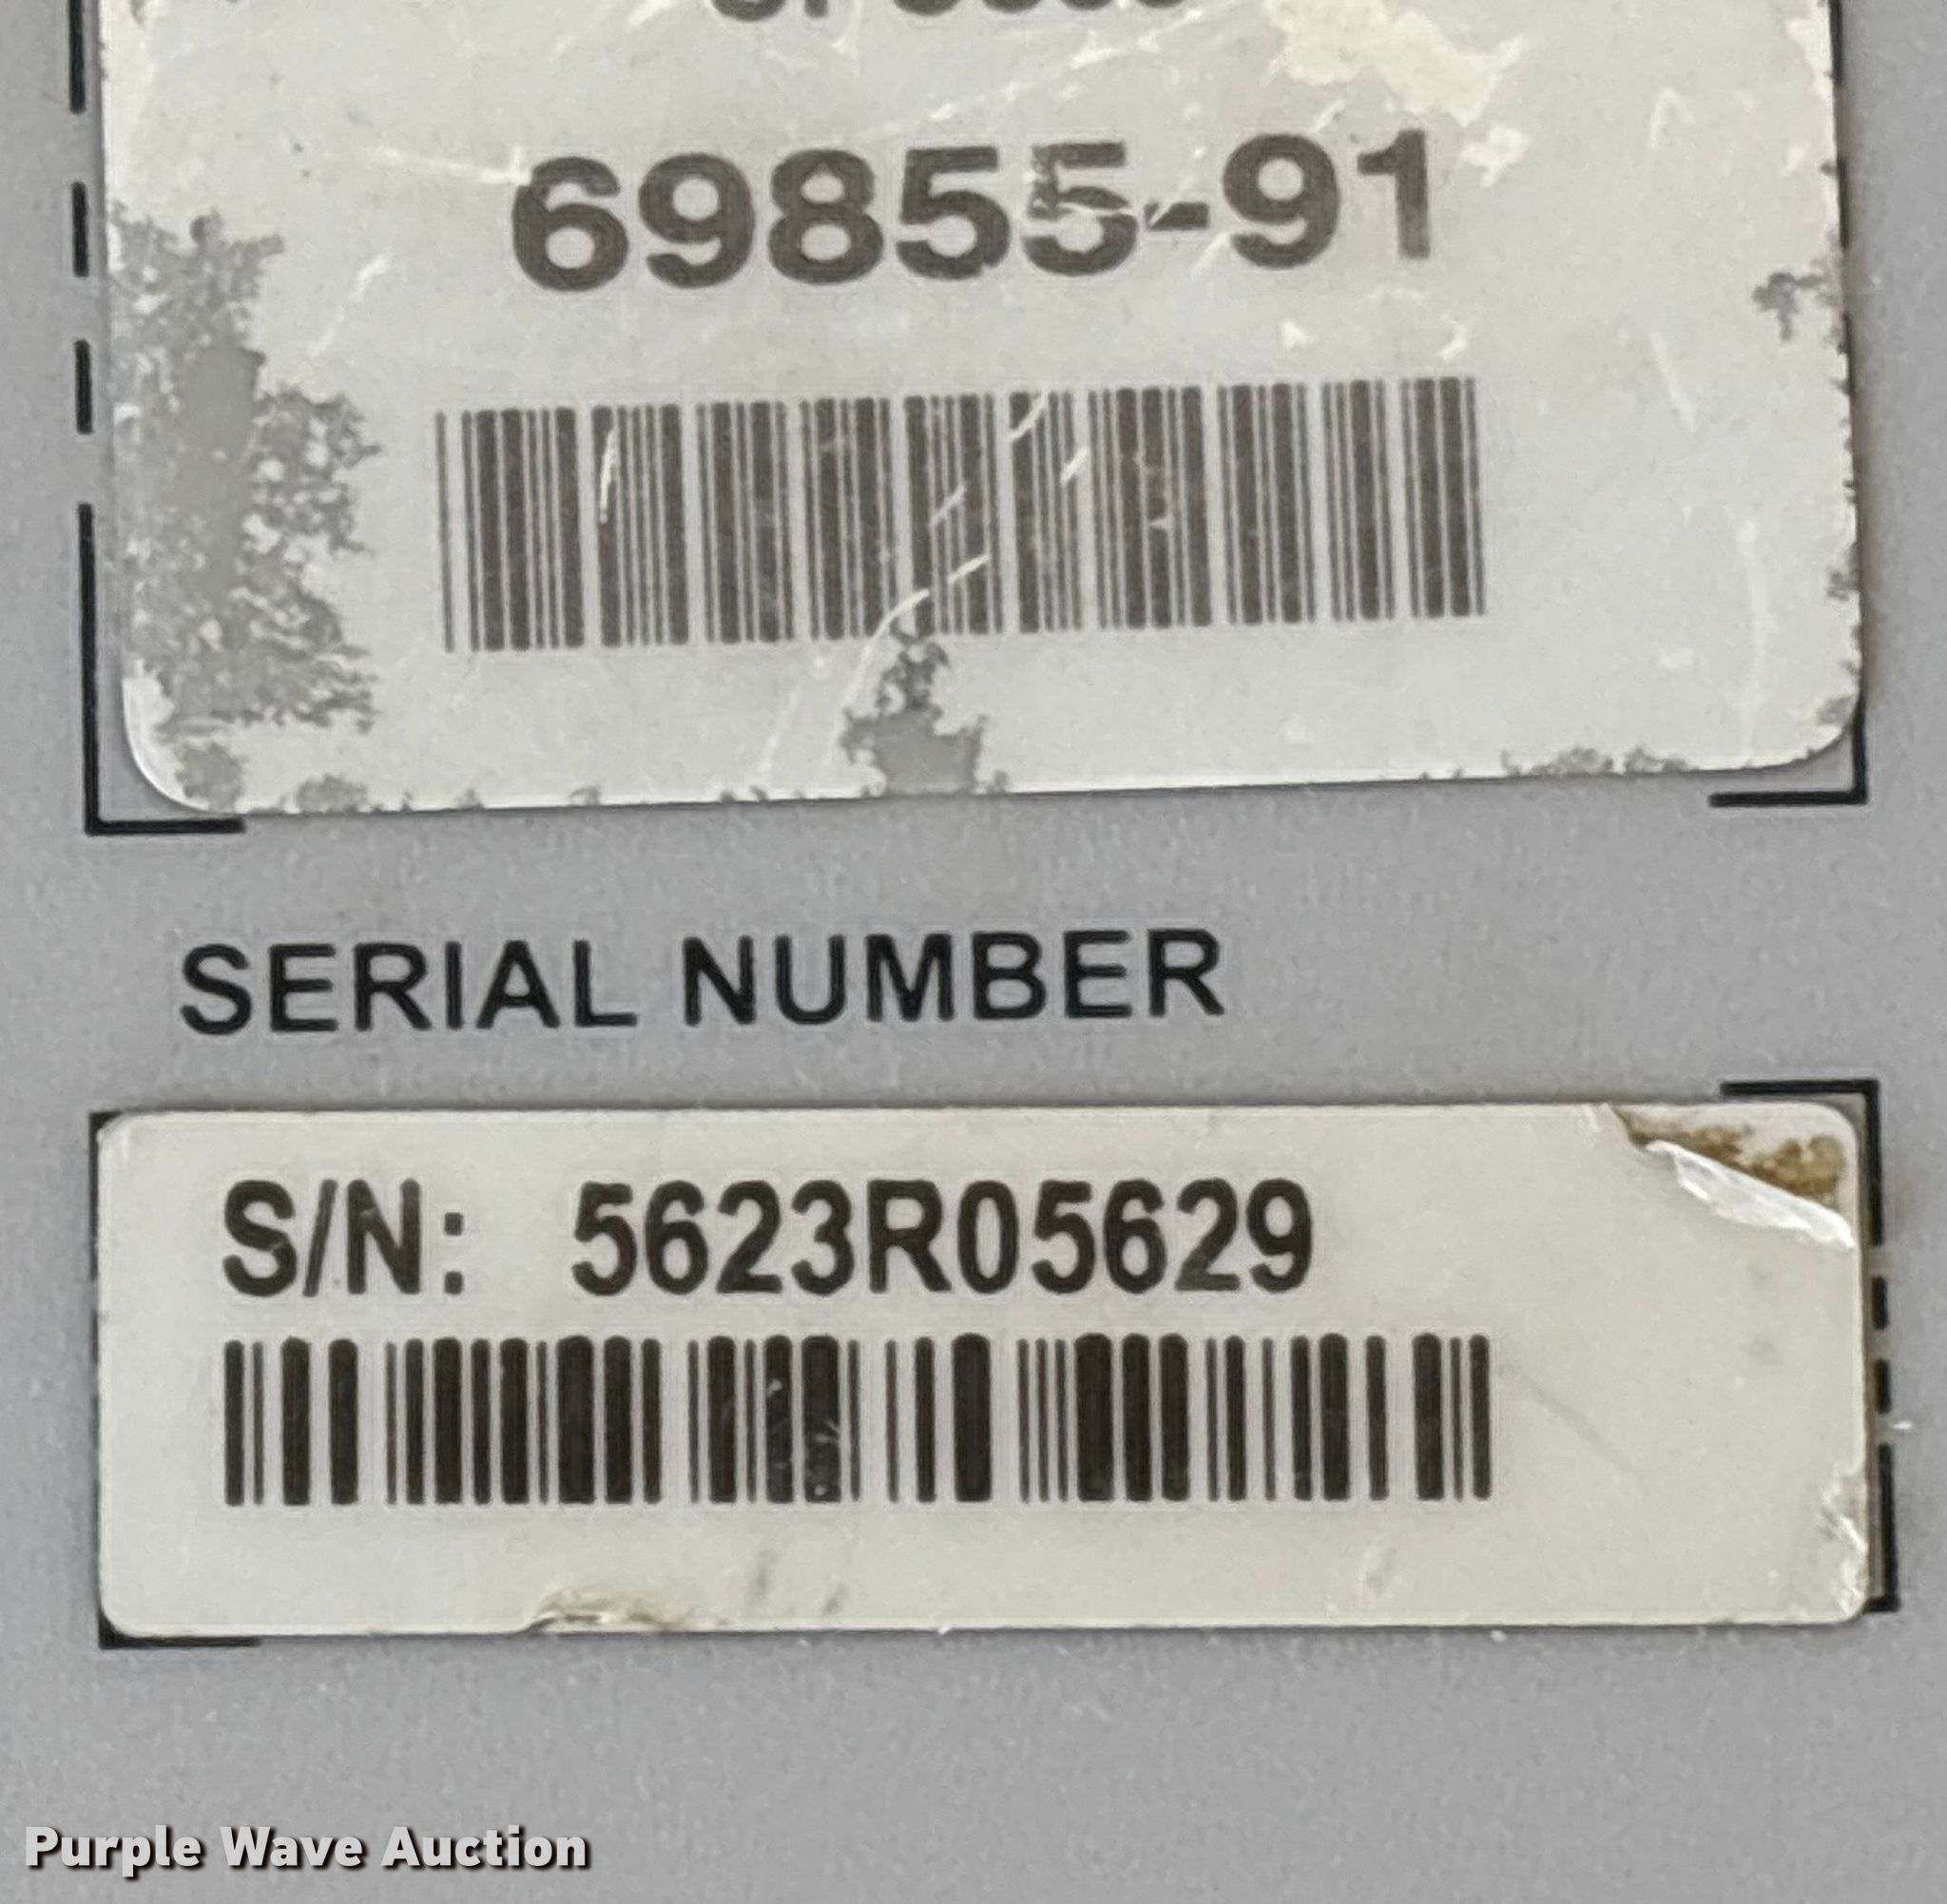 69855-91
SERIAL NUMBER
S/N: 5623R05629
Purple Wave Auction